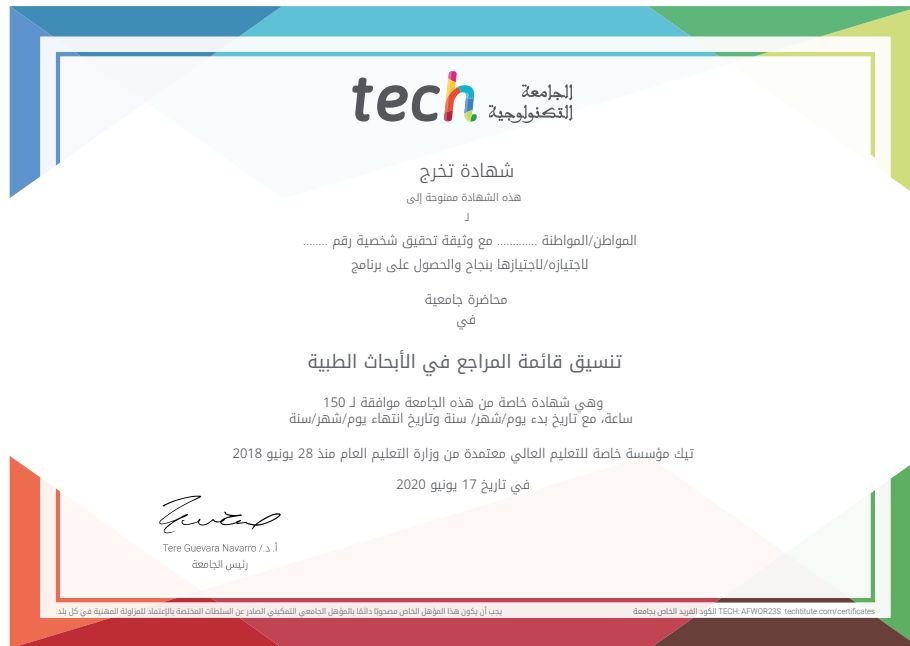 tech الجامعة
التكنولوجية
شهادة تخرج
هذه الشهادة ممنوحة إلى
لـ
المواطن/المواطنة ............ مع وثيقة تحقيق شخصية رقم ........
لاجتيازه/لاجتيازها بنجاح والحصول على برنامج
محاضرة جامعية
في
تنسيق قائمة المراجع في الأبحاث الطبية
وهي شهادة خاصة من هذه الجامعة موافقة لـ 150
ساعة، مع تاريخ بدء يوم/شهر/ سنة وتاريخ انتهاء يوم/شهر/سنة
تيك مؤسسة خاصة للتعليم العالي معتمدة من وزارة التعليم العام منذ 28 يونيو 2018
في تاريخ 17 يونيو 2020
أ. د./ Tere Guevara Navarro
رئيس الجامعة
يجب أن يكون هذا المؤهل الخاص مصحوبًا دائمًا بالمؤهل الجامعي التمكيني الصادر عن السلطات المختصة بالإعتماد للمزاولة المهنية في كل بلد.
الكود الفريد الخاص بجامعة TECH: AFWOR23S techtitute.com/certificates